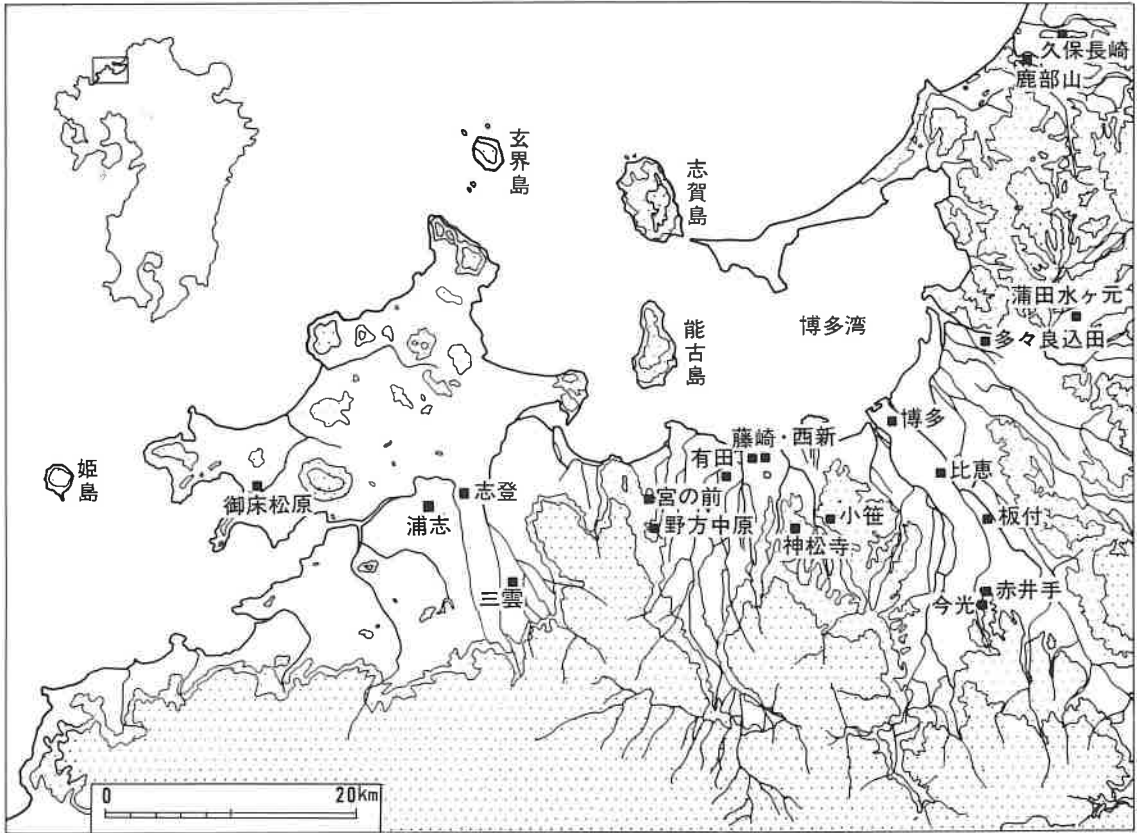 久保長崎
鹿部山
玄界島
志賀島
蒲田水ヶ元
能古島
博多湾
多々良込田
博多
藤崎・西新
有田
比恵
姫島
志登
宮の前
御床松原
浦志
小笹
板付
野方中原
神松寺
三雲
赤井手
今光
0 20Km